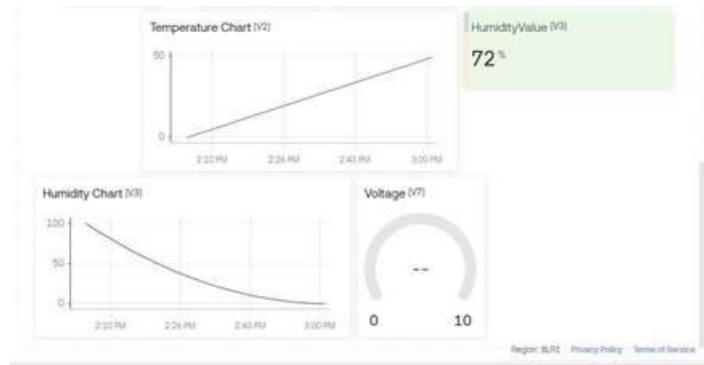 Temperature Chart (V2)
50
0
2:10 PM 2:26 PM 2:43 PM 3:00 PM
HumidityValue (V3)
72 %
Humidity Chart (V3)
100
50
0
2:10 PM 2:26 PM 2:43 PM 3:00 PM
Voltage (V7)
--
0 10
Region: BLR1 Privacy Policy Terms of Service